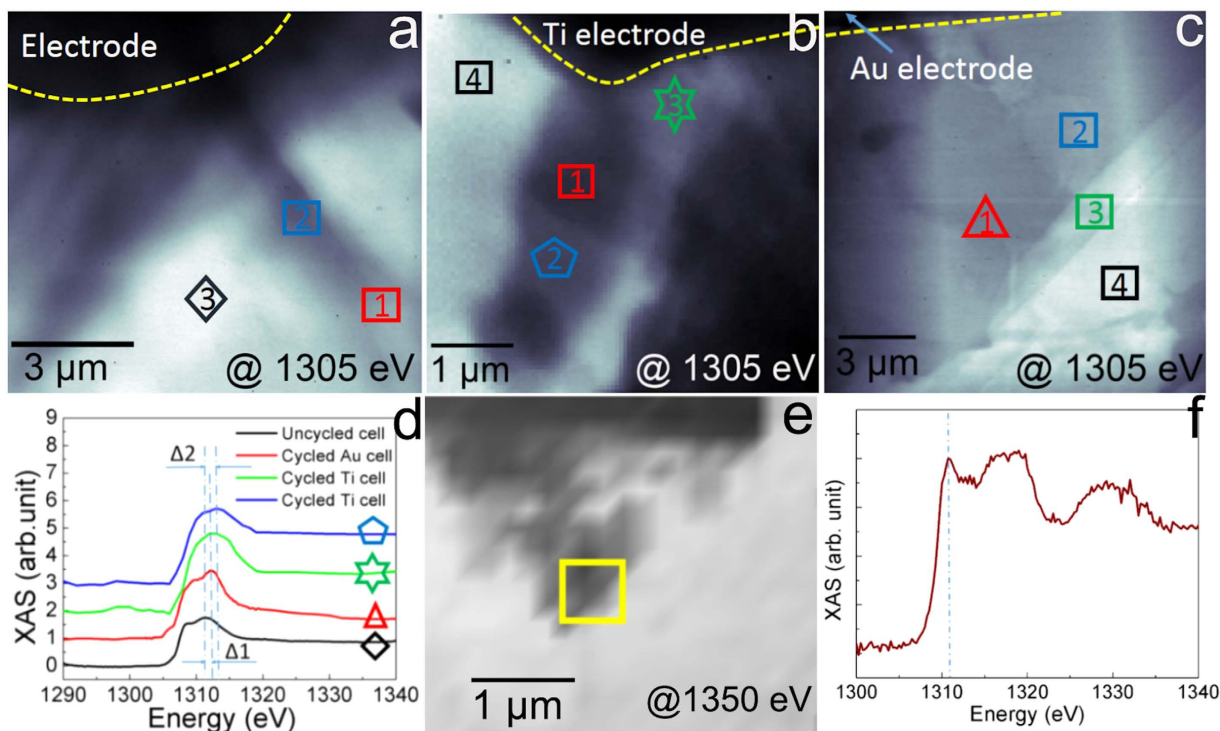 Electrode
a
2
3
1
3 μm
@ 1305 eV
Ti electrode
b
4
3
1
2
1 μm
@ 1305 eV
c
Au electrode
2
1
3
4
3 μm
@ 1305 eV
d
9
8
7
6
5
4
3
2
1
0
XAS (arb.unit)
Δ2
Uncycled cell
Cycled Au cell
Cycled Ti cell
Cycled Ti cell
Δ1
1290 1300 1310 1320 1330 1340
Energy (eV)
e
1 μm
@1350 eV
f
XAS (arb. unit)
1300 1310 1320 1330 1340
Energy (eV)